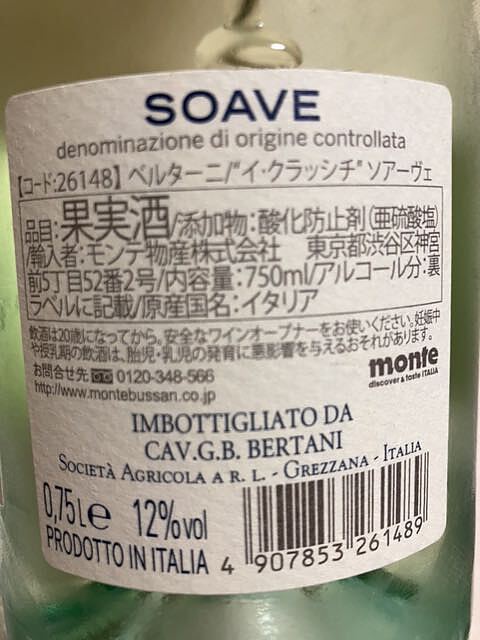 SOAVE
denominazione di origine controllata
【コード:26148】ベルターニ/"イ・クラッシチ"ソアーヴェ
品目:果実酒/添加物:酸化防止剤(亜硫酸塩)
/輸入者:モンテ物産株式会社 東京都渋谷区神宮
前5丁目52番2号/内容量:750ml/アルコール分:裏
ラベルに記載/原産国名:イタリア
飲酒は20歳になってから。安全なワインオープナーをお使いください。妊娠中
や授乳期の飲酒は、胎児・乳児の発育に悪影響を与えるおそれがあります。
お問合せ先 0120-348-566
http://www.montebussan.co.jp
monte
discover & taste ITALIA
IMBOTTIGLIATO DA
CAV.G.B. BERTANI
SOCIETÀ AGRICOLA A R. L. - GREZZANA - ITALIA
0,75Le 12%vol
PRODOTTO IN ITALIA
4 907853 261489